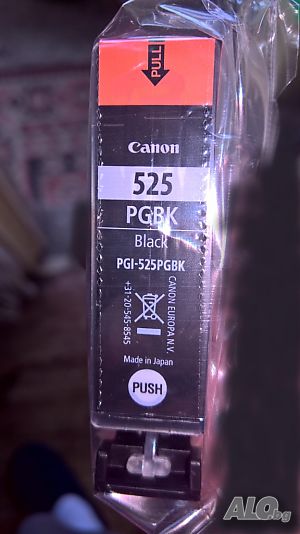 PULL
Canon
525
PGBK
Black
PGI-525PGBK
CANON EUROPA N.V.
+31-20-545-8545
Made in Japan
PUSH
ALO.bg